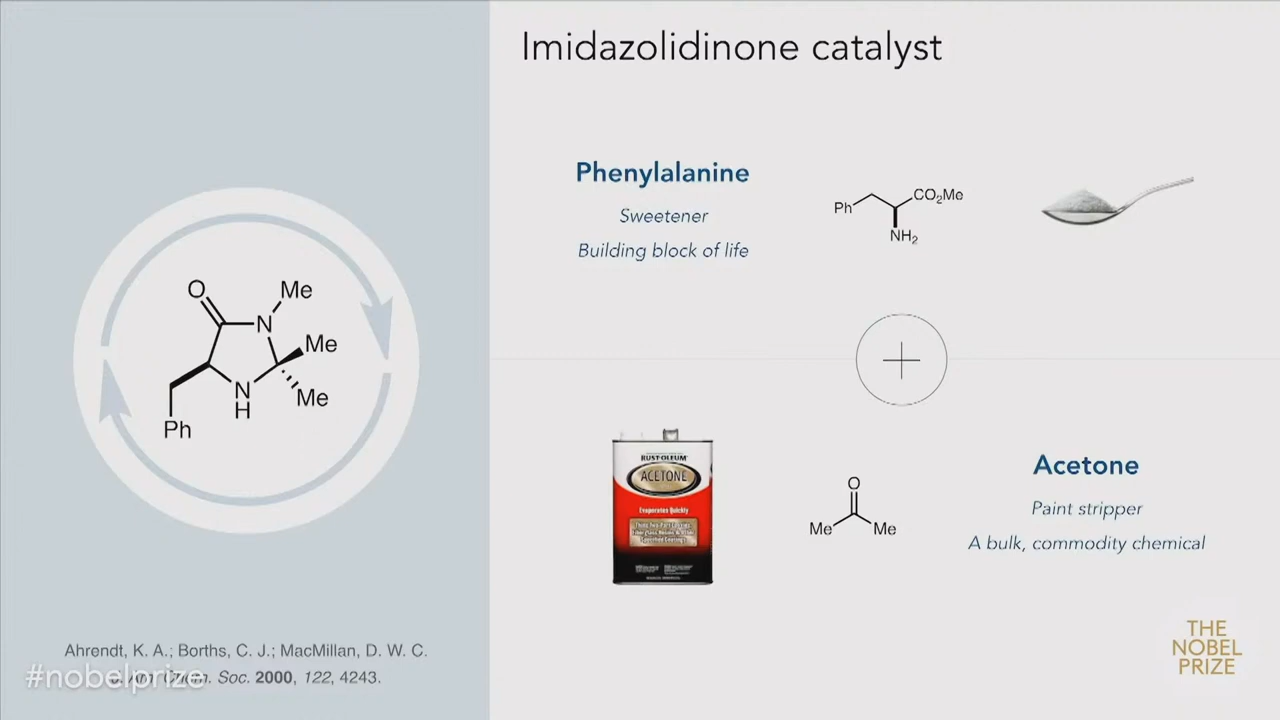 Imidazolidinone catalyst
Phenylalanine
Sweetener
Building block of life
Ph
CO₂Me
NH₂
O
N
Me
Me
Me
N
H
Ph
RUST-OLEUM
ACETONE
Evaporates Quickly
O
Me
Me
Acetone
Paint stripper
A bulk, commodity chemical
Ahrendt, K. A.; Borths, C. J.; MacMillan, D. W. C.
Chem. Soc. 2000, 122, 4243.
#nobelprize
THE
NOBEL
PRIZE